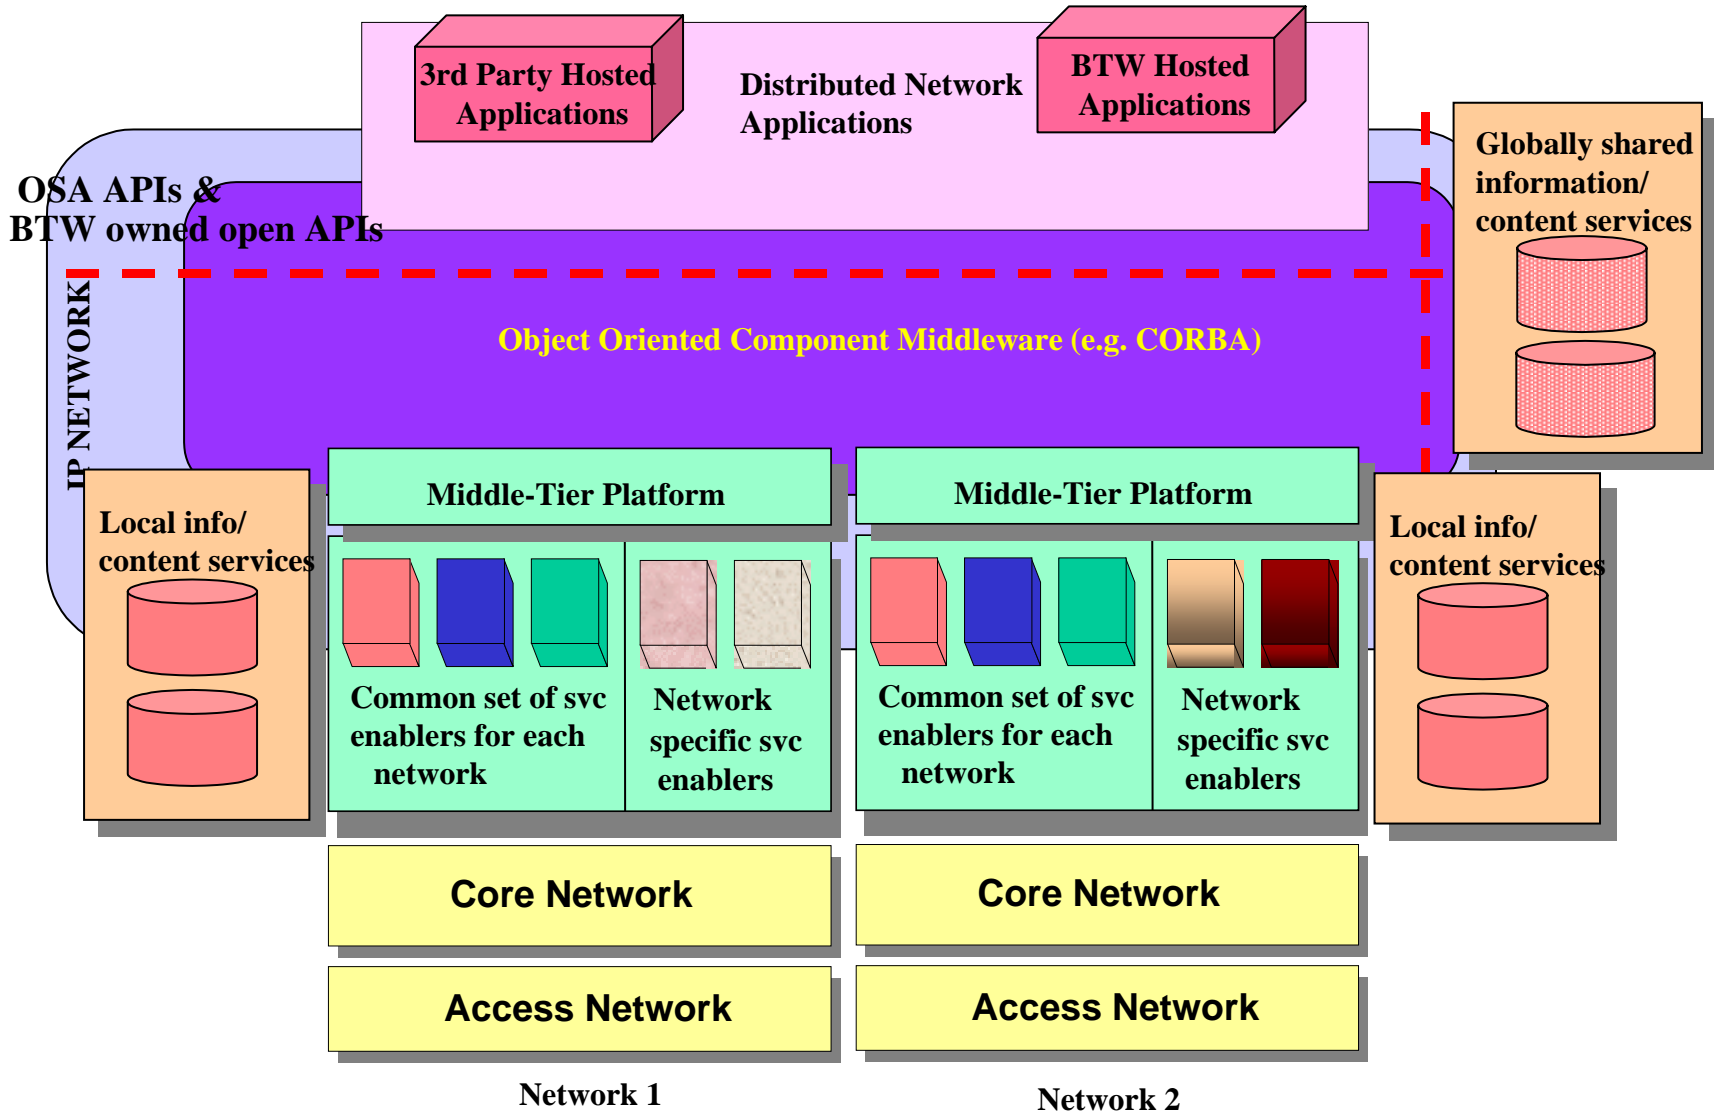 3rd Party Hosted
Applications
Distributed Network
Applications
BTW Hosted
Applications
Globally shared
information/
content services
OSA APIs &
BTW owned open APIs
IP NETWORK
Object Oriented Component Middleware (e.g. CORBA)
Middle-Tier Platform
Middle-Tier Platform
Local info/
content services
Local info/
content services
Common set of svc
enablers for each
network
Network
specific svc
enablers
Common set of svc
enablers for each
network
Network
specific svc
enablers
Core Network
Core Network
Access Network
Access Network
Network 1
Network 2